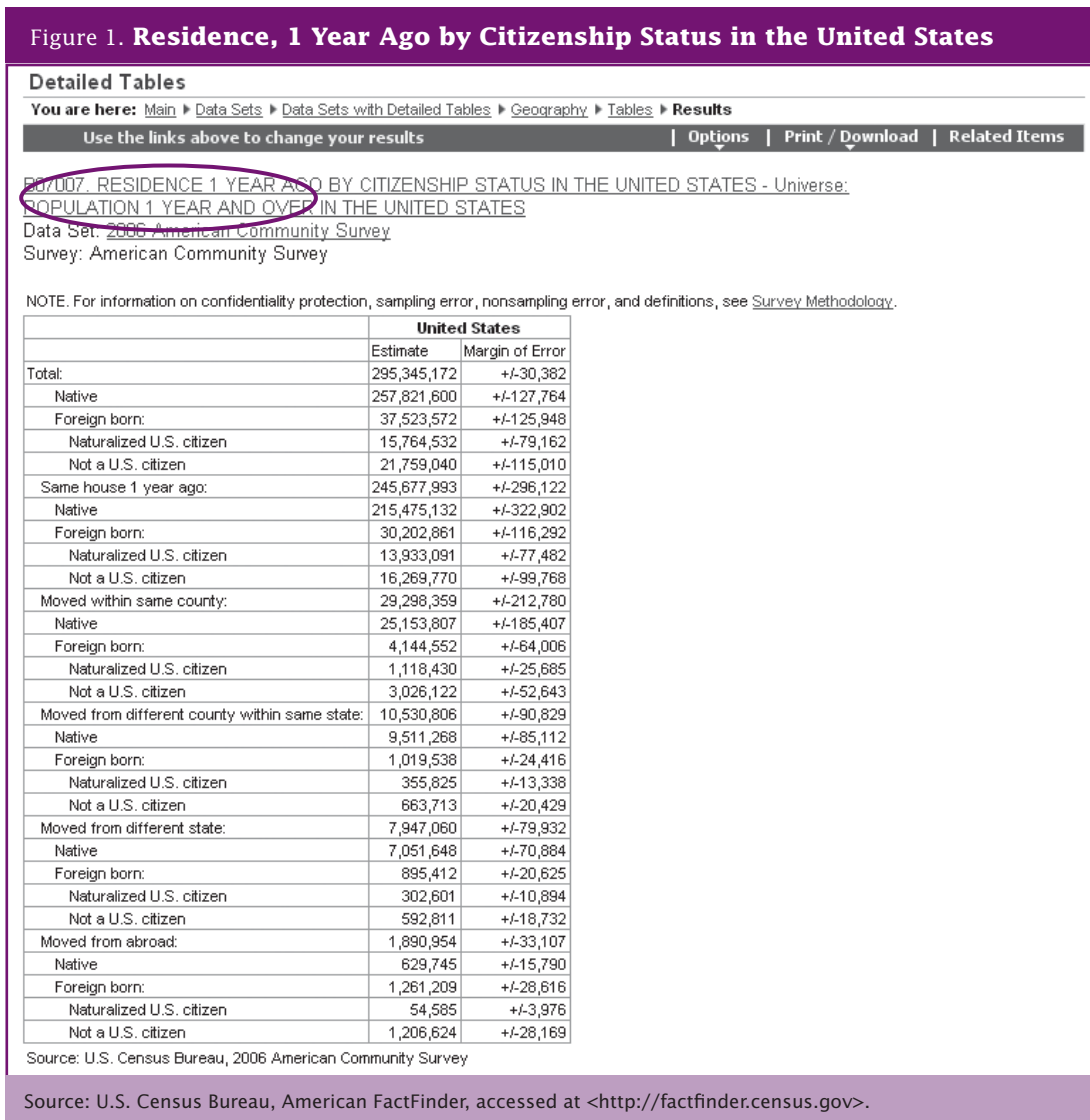 Figure 1. Residence, 1 Year Ago by Citizenship Status in the United States
Detailed Tables
You are here: Main ▸ Data Sets ▸ Data Sets with Detailed Tables ▸ Geography ▸ Tables ▸ Results
Use the links above to change your results | Options | Print / Download | Related Items
B07007. RESIDENCE 1 YEAR AGO BY CITIZENSHIP STATUS IN THE UNITED STATES - Universe:
POPULATION 1 YEAR AND OVER IN THE UNITED STATES
Data Set: 2006 American Community Survey
Survey: American Community Survey
NOTE. For information on confidentiality protection, sampling error, nonsampling error, and definitions, see Survey Methodology.
United States
Estimate Margin of Error
Total: 295,345,172 +/-30,382
Native 257,821,600 +/-127,764
Foreign born: 37,523,572 +/-125,948
Naturalized U.S. citizen 15,764,532 +/-79,162
Not a U.S. citizen 21,759,040 +/-115,010
Same house 1 year ago: 245,677,993 +/-296,122
Native 215,475,132 +/-322,902
Foreign born: 30,202,861 +/-116,292
Naturalized U.S. citizen 13,933,091 +/-77,482
Not a U.S. citizen 16,269,770 +/-99,768
Moved within same county: 29,298,359 +/-212,780
Native 25,153,807 +/-185,407
Foreign born: 4,144,552 +/-64,006
Naturalized U.S. citizen 1,118,430 +/-25,685
Not a U.S. citizen 3,026,122 +/-52,643
Moved from different county within same state: 10,530,806 +/-90,829
Native 9,511,268 +/-85,112
Foreign born: 1,019,538 +/-24,416
Naturalized U.S. citizen 355,825 +/-13,338
Not a U.S. citizen 663,713 +/-20,429
Moved from different state: 7,947,060 +/-79,932
Native 7,051,648 +/-70,884
Foreign born: 895,412 +/-20,625
Naturalized U.S. citizen 302,601 +/-10,894
Not a U.S. citizen 592,811 +/-18,732
Moved from abroad: 1,890,954 +/-33,107
Native 629,745 +/-15,790
Foreign born: 1,261,209 +/-28,616
Naturalized U.S. citizen 54,585 +/-3,976
Not a U.S. citizen 1,206,624 +/-28,169
Source: U.S. Census Bureau, 2006 American Community Survey
Source: U.S. Census Bureau, American FactFinder, accessed at <http://factfinder.census.gov>.